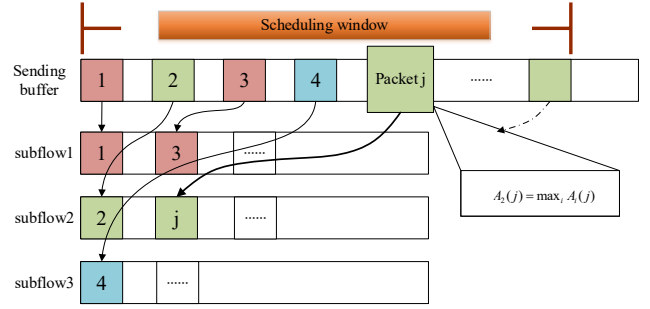 Scheduling window
Sending buffer
1 2 3 4 Packet j ......
subflow1
1 3 ......
A₂(j) = maxᵢ Aᵢ(j)
subflow2
2 j ......
subflow3
4 ......